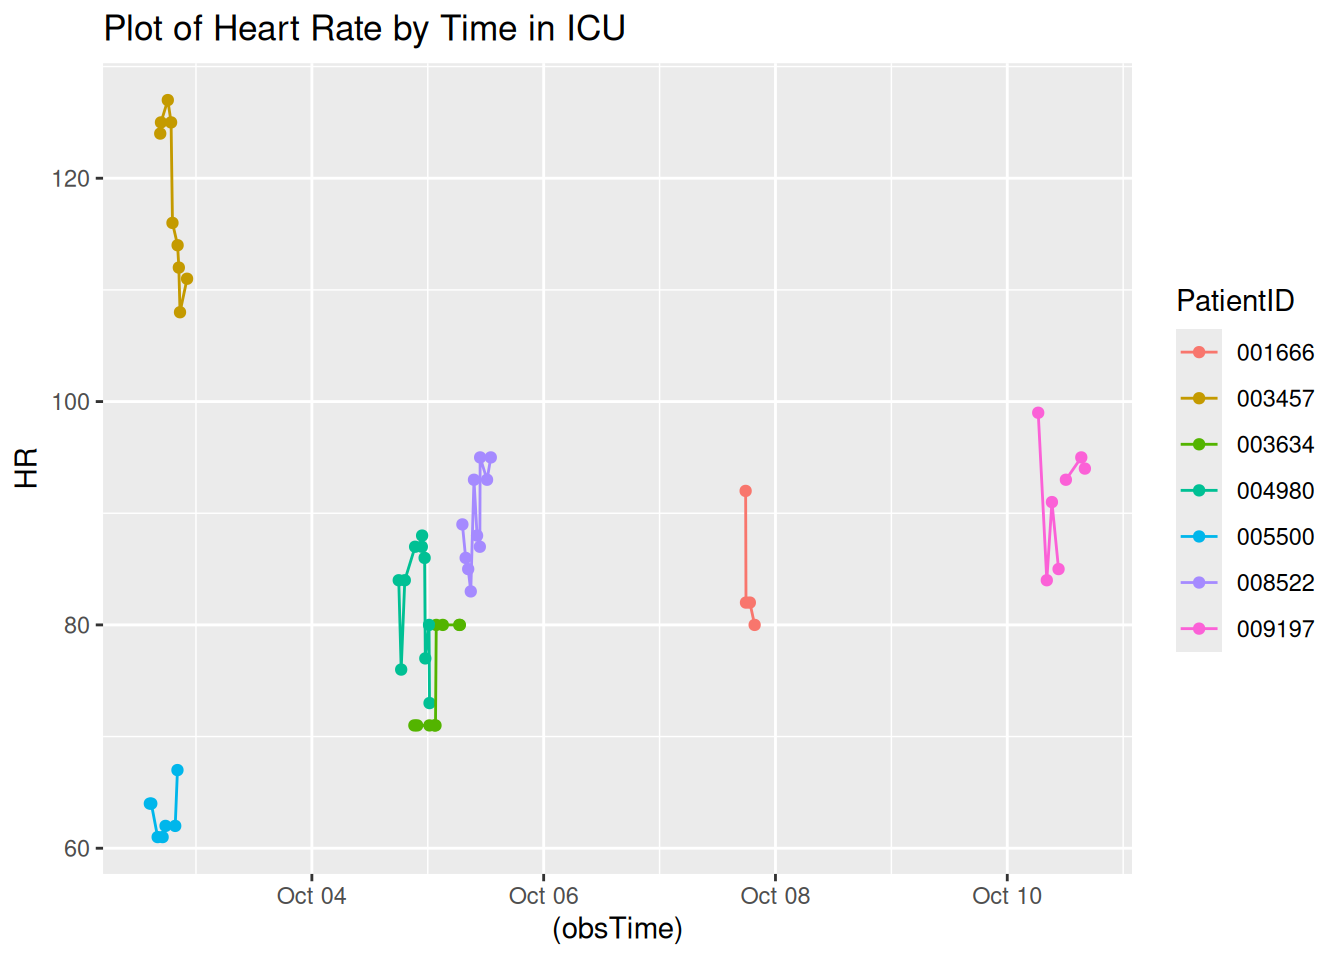 Plot of Heart Rate by Time in ICU
120
100
80
60
HR
Oct 04
Oct 06
Oct 08
Oct 10
(obsTime)
PatientID
001666
003457
003634
004980
005500
008522
009197